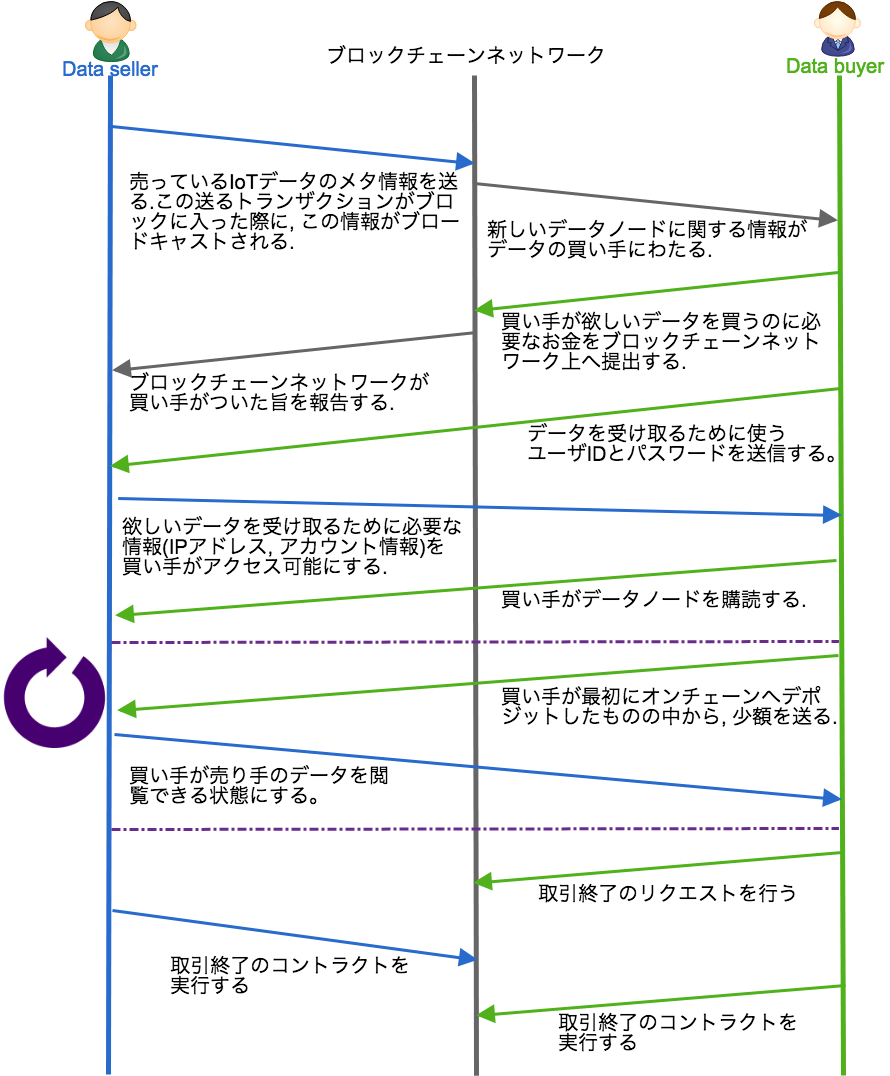 Data seller
ブロックチェーンネットワーク
Data buyer
売っているIoTデータのメタ情報を送
る.この送るトランザクションがブロ
ックに入った際に, この情報がブロー
ドキャストされる.
新しいデータノードに関する情報が
データの買い手にわたる.
買い手が欲しいデータを買うのに必
要なお金をブロックチェーンネット
ワーク上へ提出する.
ブロックチェーンネットワークが
買い手がついた旨を報告する.
データを受け取るために使う
ユーザIDとパスワードを送信する。
欲しいデータを受け取るために必要な
情報(IPアドレス, アカウント情報)を
買い手がアクセス可能にする.
買い手がデータノードを購読する.
買い手が最初にオンチェーンへデポ
ジットしたものの中から, 少額を送る.
買い手が売り手のデータを閲
覧できる状態にする。
取引終了のリクエストを行う
取引終了のコントラクトを
実行する
取引終了のコントラクトを
実行する